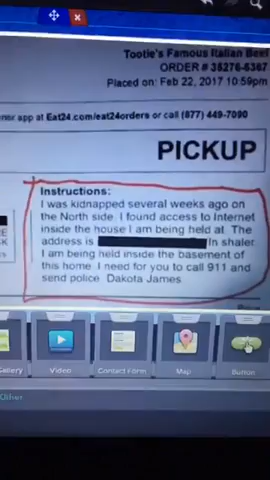 Tootie's Famous Italian Beef
ORDER # 35276-6367
Placed on: Feb 22, 2017 10:59pm
app at Eat24.com/eat24orders or call (877) 449-7090
PICKUP
Instructions:
I was kidnapped several weeks ago on
the North side. I found access to Internet
inside the house I am being held at. The
address is In shaler.
I am being held inside the basement of
this home. I need for you to call 911 and
send police. Dakota James
Gallery
Video
Contact Form
Map
Button
Other